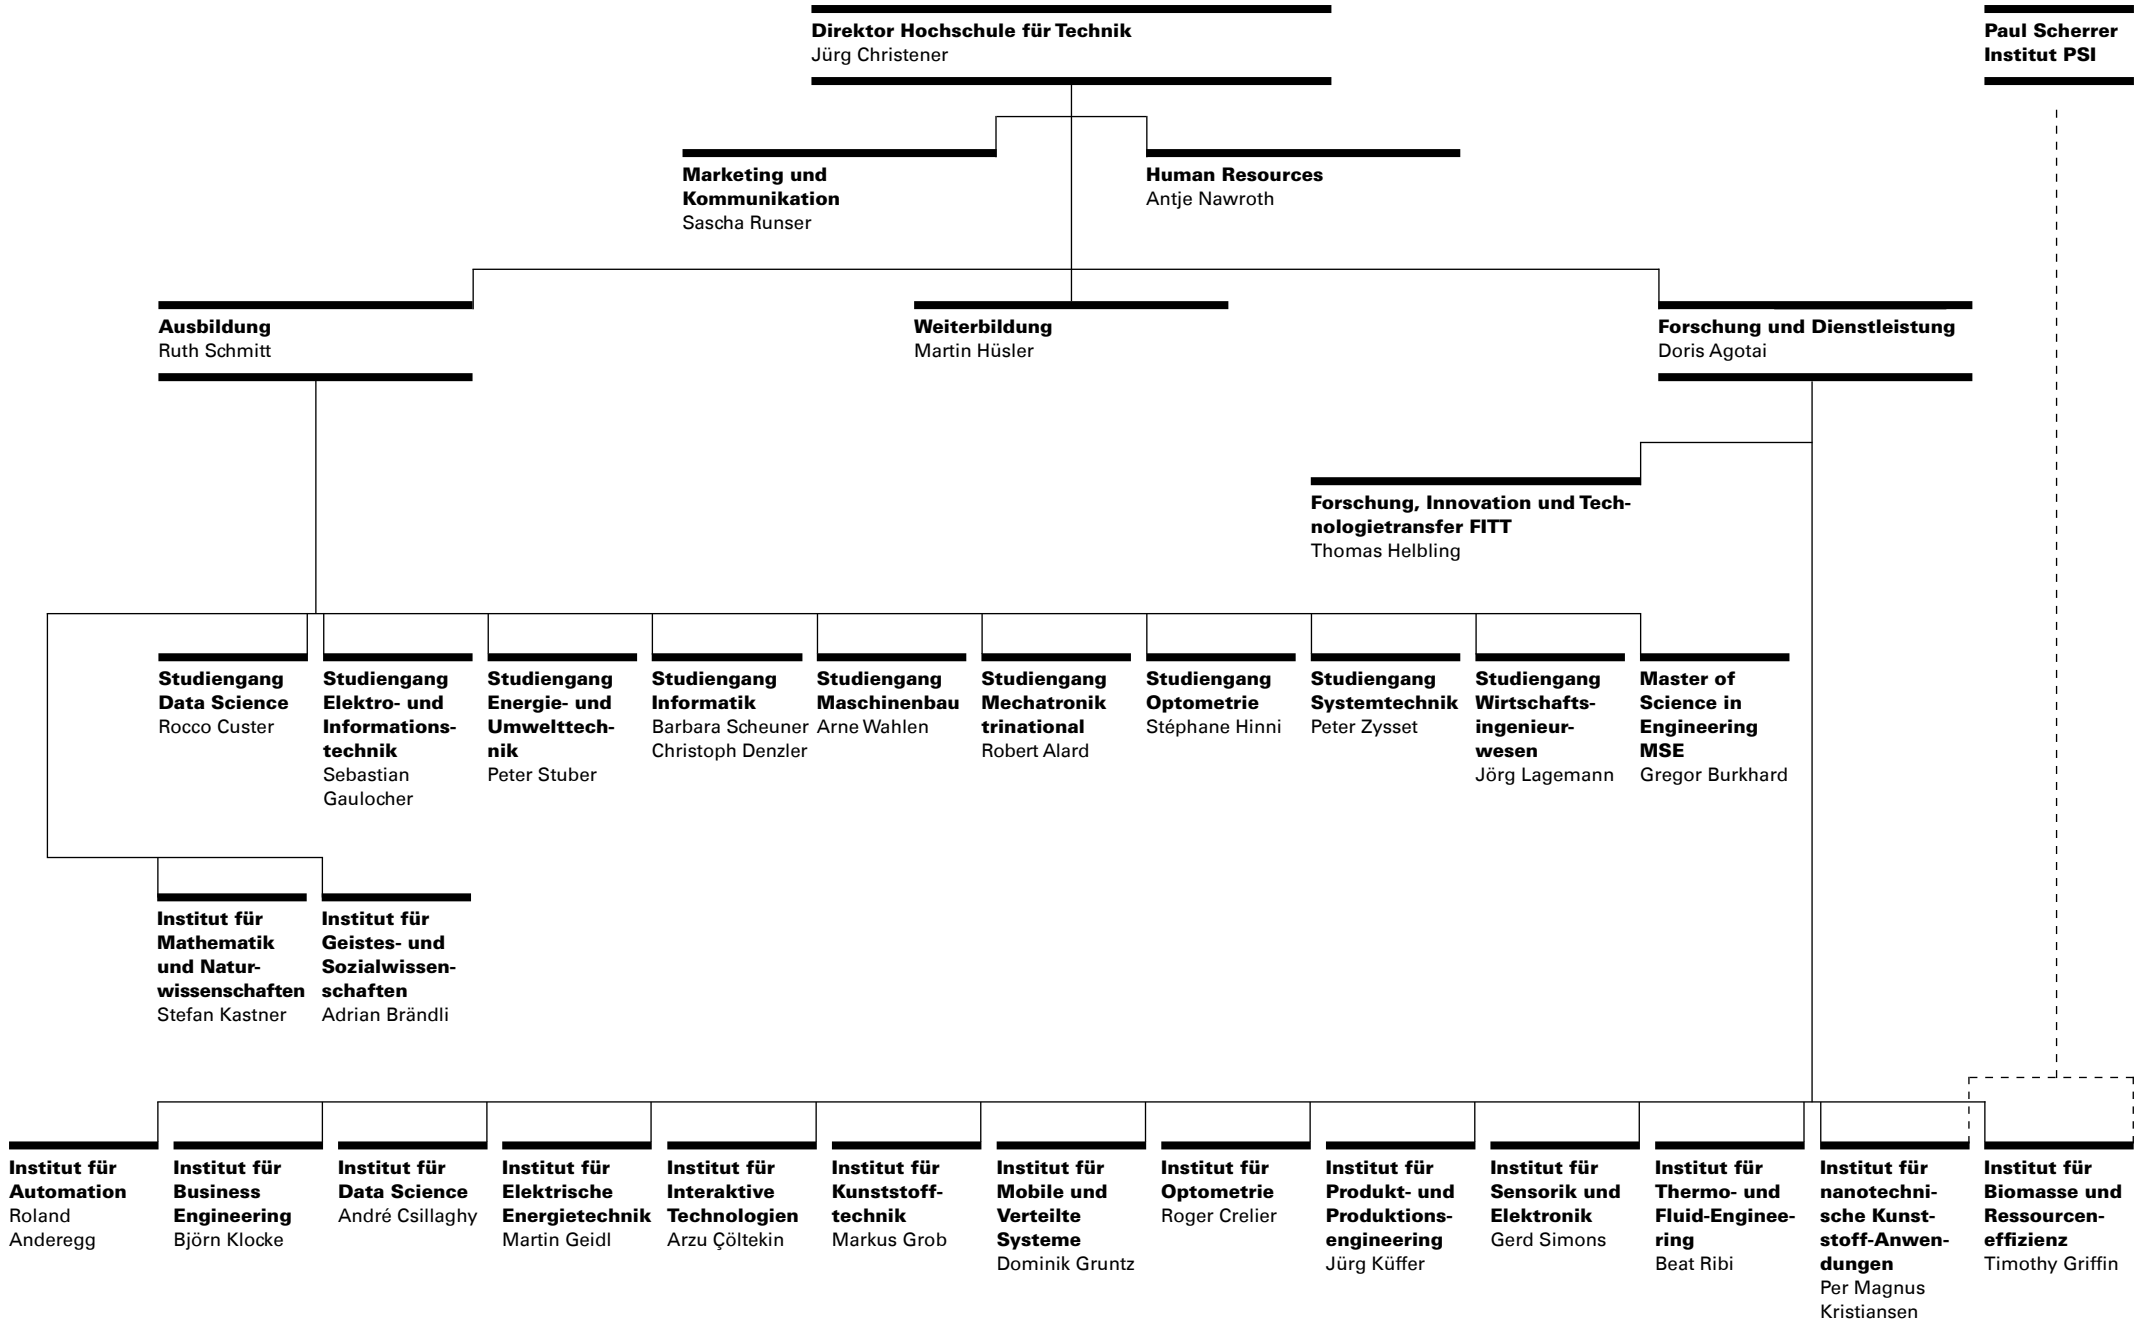 Direktor Hochschule für Technik
Jürg Christener
Paul Scherrer
Institut PSI
Marketing und
Kommunikation
Sascha Runser
Human Resources
Antje Nawroth
Ausbildung
Ruth Schmitt
Weiterbildung
Martin Hüsler
Forschung und Dienstleistung
Doris Agotai
Forschung, Innovation und Tech-
nologietransfer FITT
Thomas Helbling
Studiengang
Data Science
Rocco Custer
Studiengang
Elektro- und
Informations-
technik
Sebastian
Gaulocher
Studiengang
Energie- und
Umwelttech-
nik
Peter Stuber
Studiengang
Informatik
Barbara Scheuner
Christoph Denzler
Studiengang
Maschinenbau
Arne Wahlen
Studiengang
Mechatronik
trinational
Robert Alard
Studiengang
Optometrie
Stéphane Hinni
Studiengang
Systemtechnik
Peter Zysset
Studiengang
Wirtschafts-
ingenieur-
wesen
Jörg Lagemann
Master of
Science in
Engineering
MSE
Gregor Burkhard
Institut für
Mathematik
und Natur-
wissenschaften
Stefan Kastner
Institut für
Geistes- und
Sozialwissen-
schaften
Adrian Brändli
Institut für
Automation
Roland
Anderegg
Institut für
Business
Engineering
Björn Klocke
Institut für
Data Science
André Csillaghy
Institut für
Elektrische
Energietechnik
Martin Geidl
Institut für
Interaktive
Technologien
Arzu Çöltekin
Institut für
Kunststoff-
technik
Markus Grob
Institut für
Mobile und
Verteilte
Systeme
Dominik Gruntz
Institut für
Optometrie
Roger Crelier
Institut für
Produkt- und
Produktions-
engineering
Jürg Küffer
Institut für
Sensorik und
Elektronik
Gerd Simons
Institut für
Thermo- und
Fluid-Enginee-
ring
Beat Ribi
Institut für
nanotechni-
sche Kunst-
stoff-Anwen-
dungen
Per Magnus
Kristiansen
Institut für
Biomasse und
Ressourcen-
effizienz
Timothy Griffin